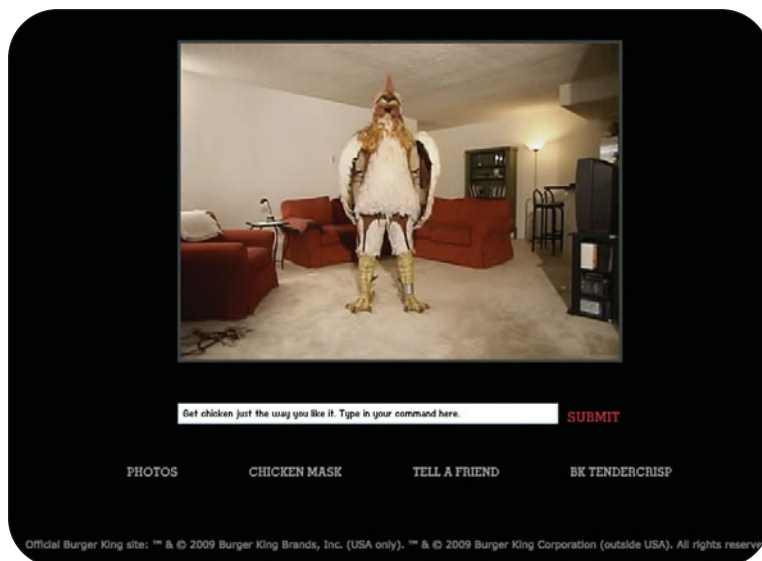 Get chicken just the way you like it. Type in your command here.
SUBMIT
PHOTOS CHICKEN MASK TELL A FRIEND BK TENDERCRISP
Official Burger King site: ™ & © 2009 Burger King Brands, Inc. (USA only). ™ & © 2009 Burger King Corporation (outside USA). All rights reserve